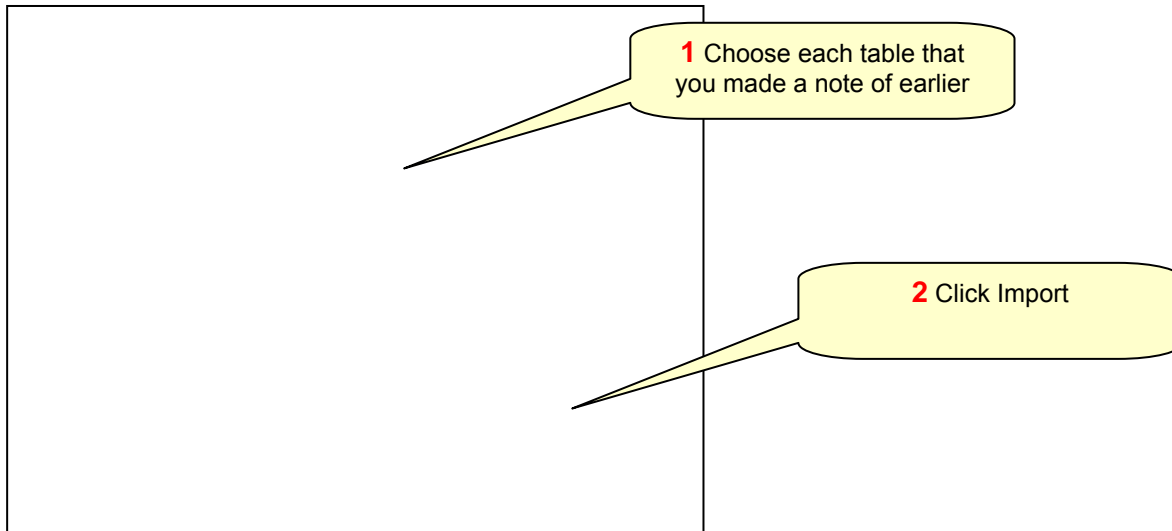 1 Choose each table that
you made a note of earlier
2 Click Import